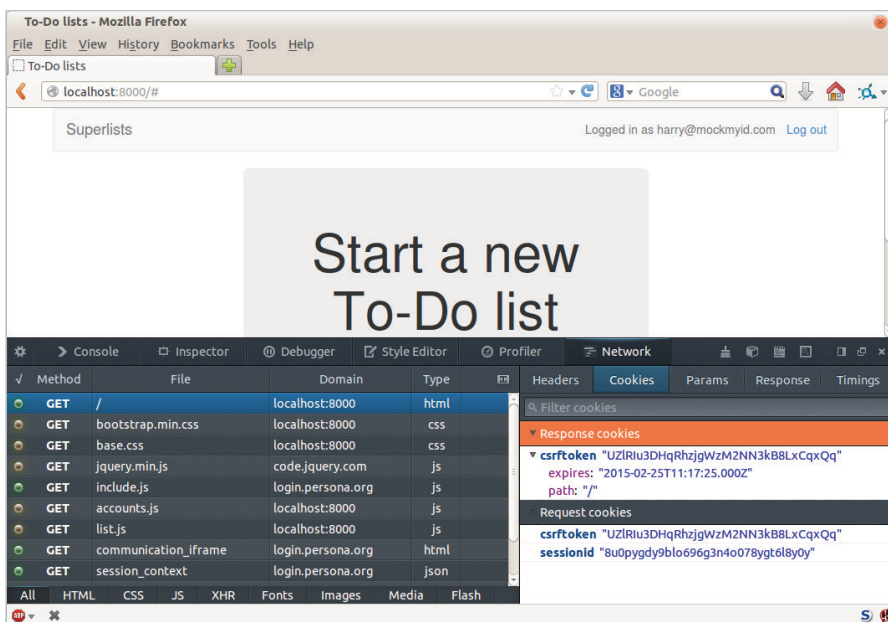 To-Do lists - Mozilla Firefox
File Edit View History Bookmarks Tools Help
To-Do lists
localhost:8000/#
Google
Superlists
Logged in as harry@mockmyid.com Log out
Start a new
To-Do list
Console Inspector Debugger Style Editor Profiler Network
√ Method File Domain Type Headers Cookies Params Response Timings
GET / localhost:8000 html
Filter cookies
GET bootstrap.min.css localhost:8000 css
Response cookies
GET base.css localhost:8000 css
csrftoken "UZlRIu3DHqRhzjgWzM2NN3kB8LxCqxQq"
GET jquery.min.js code.jquery.com js
expires: "2015-02-25T11:17:25.000Z"
GET include.js login.persona.org js
path: "/"
GET accounts.js localhost:8000 js
Request cookies
GET list.js localhost:8000 js
csrftoken "UZlRIu3DHqRhzjgWzM2NN3kB8LxCqxQq"
GET communication_iframe login.persona.org html
sessionid "8u0pygdy9blo696g3n4o078ygt6l8y0y"
GET session_context login.persona.org json
All HTML CSS JS XHR Fonts Images Media Flash
ABP
S